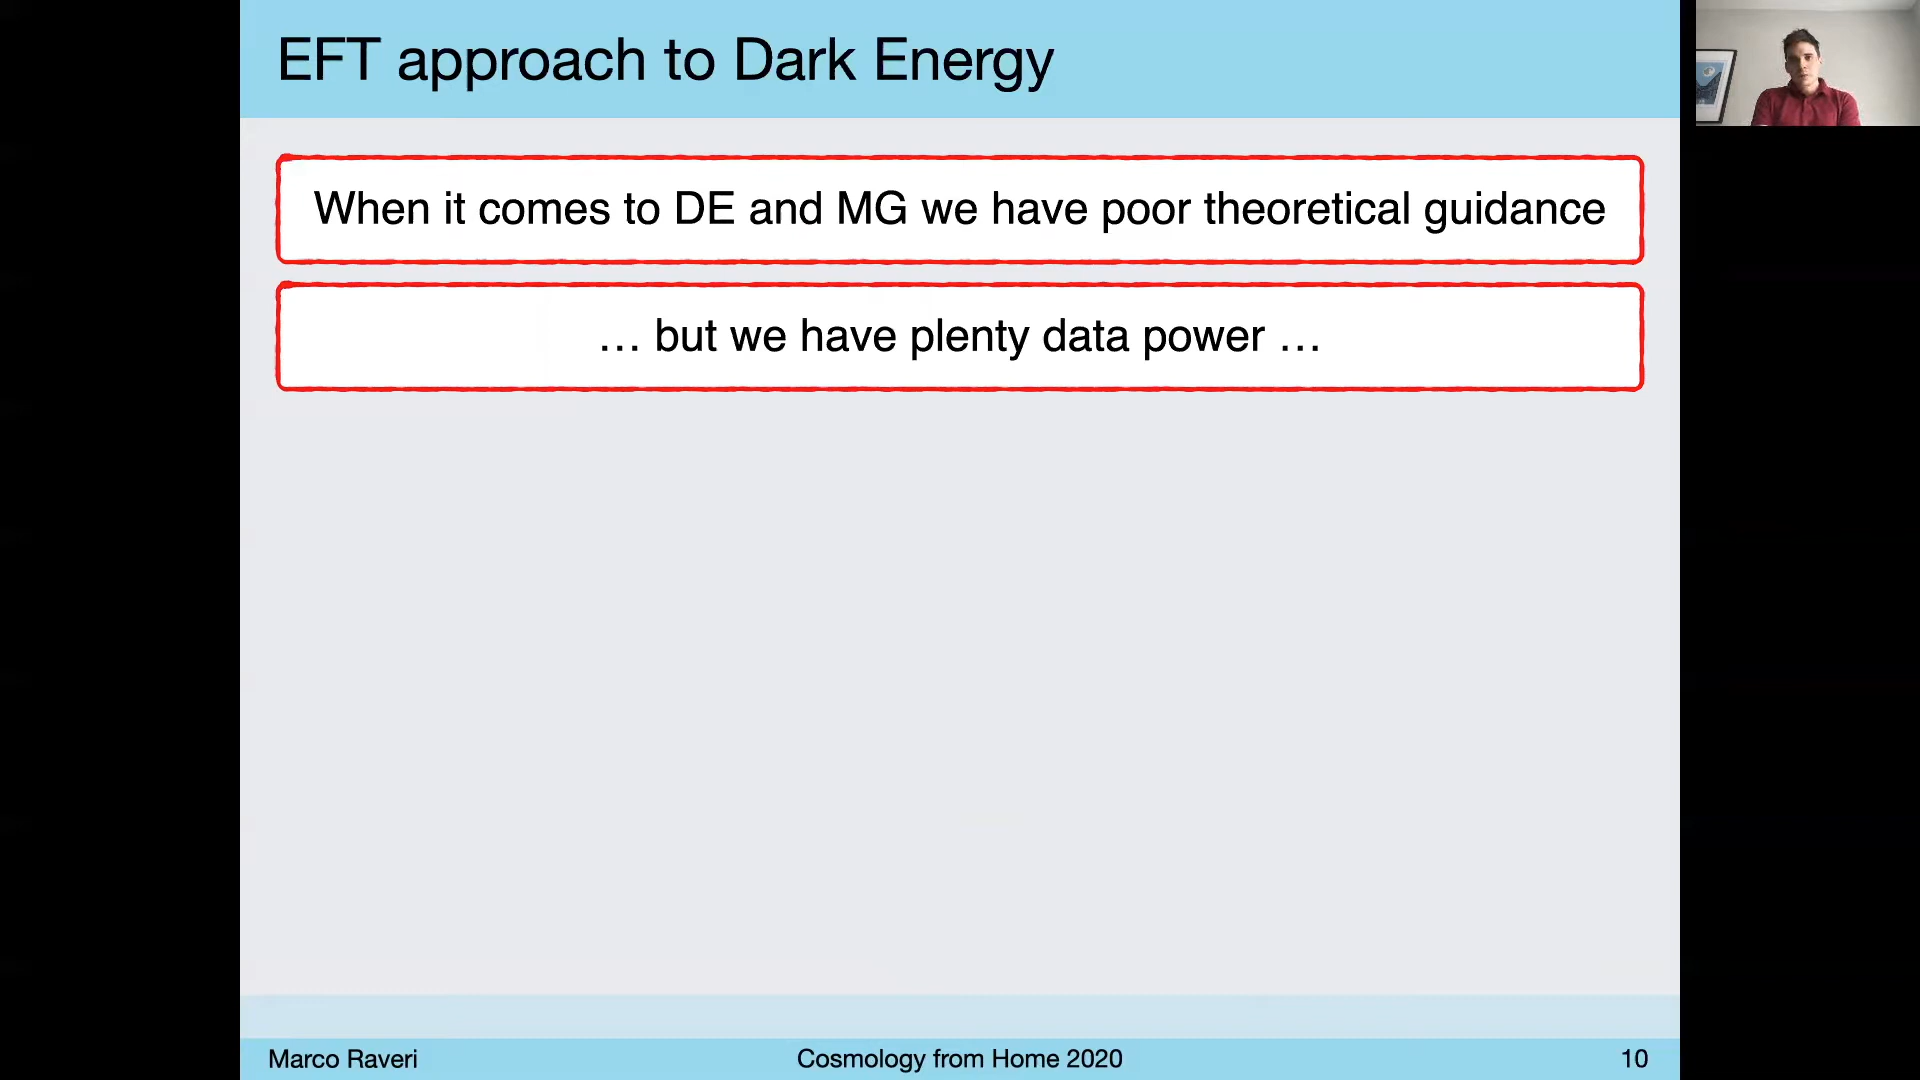 EFT approach to Dark Energy
When it comes to DE and MG we have poor theoretical guidance
… but we have plenty data power …
Marco Raveri
Cosmology from Home 2020
10